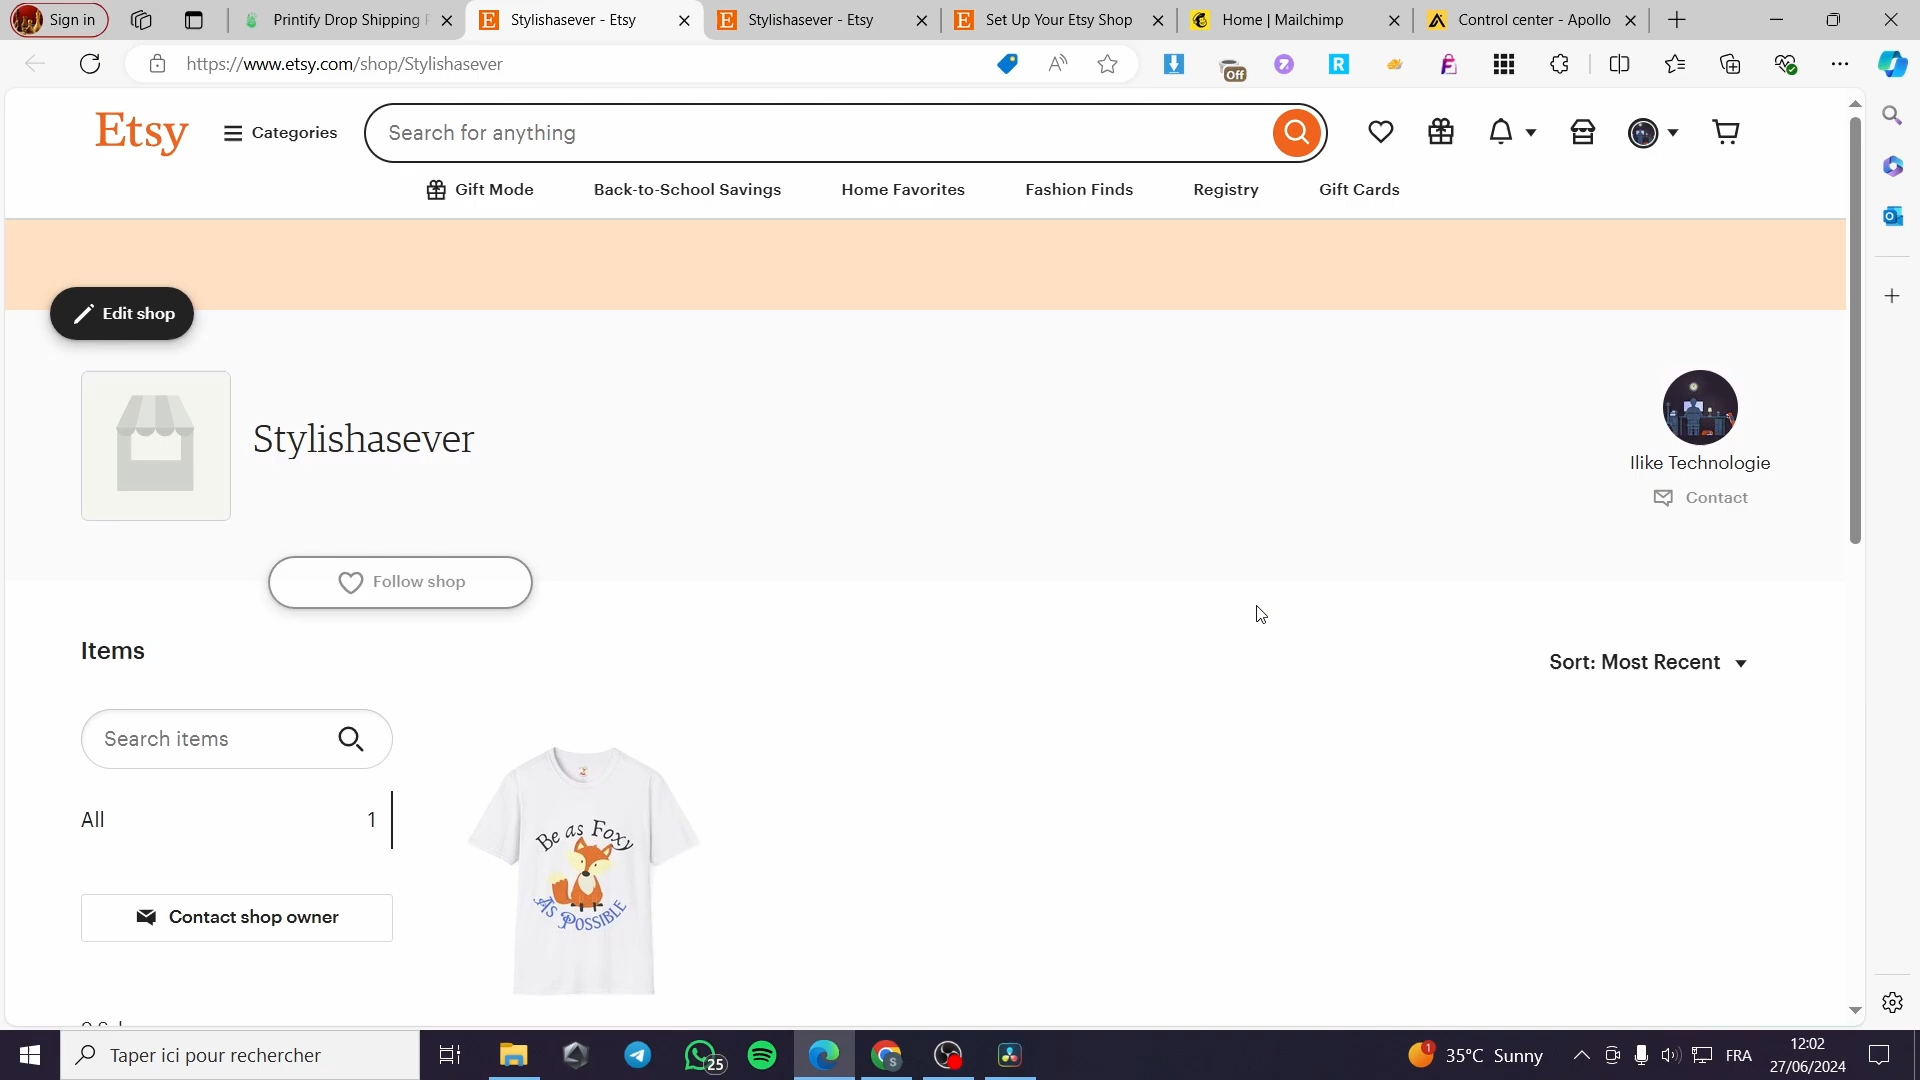 Sign in
Printify Drop Shipping
Stylishasever - Etsy
Stylishasever - Etsy
Set Up Your Etsy Shop
Home | Mailchimp
Control center - Apollo
https://www.etsy.com/shop/Stylishasever
Off
Etsy
Categories
Search for anything
Gift Mode
Back-to-School Savings
Home Favorites
Fashion Finds
Registry
Gift Cards
Edit shop
Stylishasever
Ilike Technologie
Contact
Follow shop
Items
Sort: Most Recent
Search items
All 1
Be as Foxy
As Possible
Contact shop owner
Taper ici pour rechercher
25
1
35°C Sunny
FRA
12:02
27/06/2024